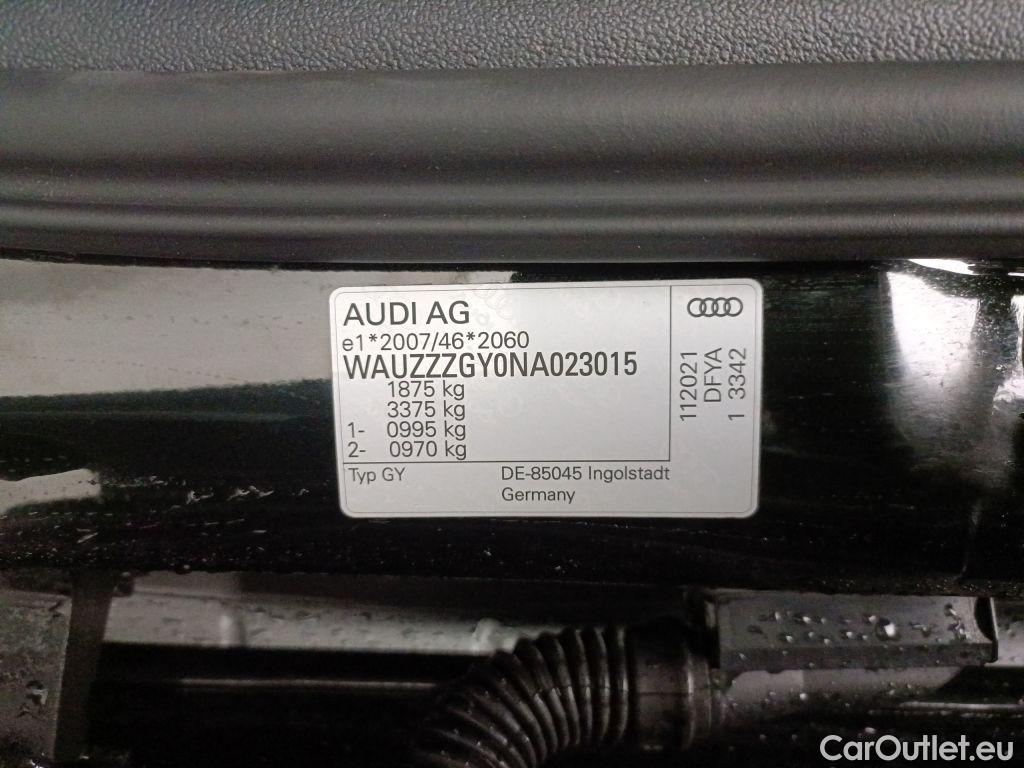 AUDI AG
e1*2007/46*2060
WAUZZZGY0NA023015
1875 kg
3375 kg
1- 0995 kg
2- 0970 kg
Typ GY DE-85045 Ingolstadt
Germany
112021
DFYA
1 3342
CarOutlet.eu